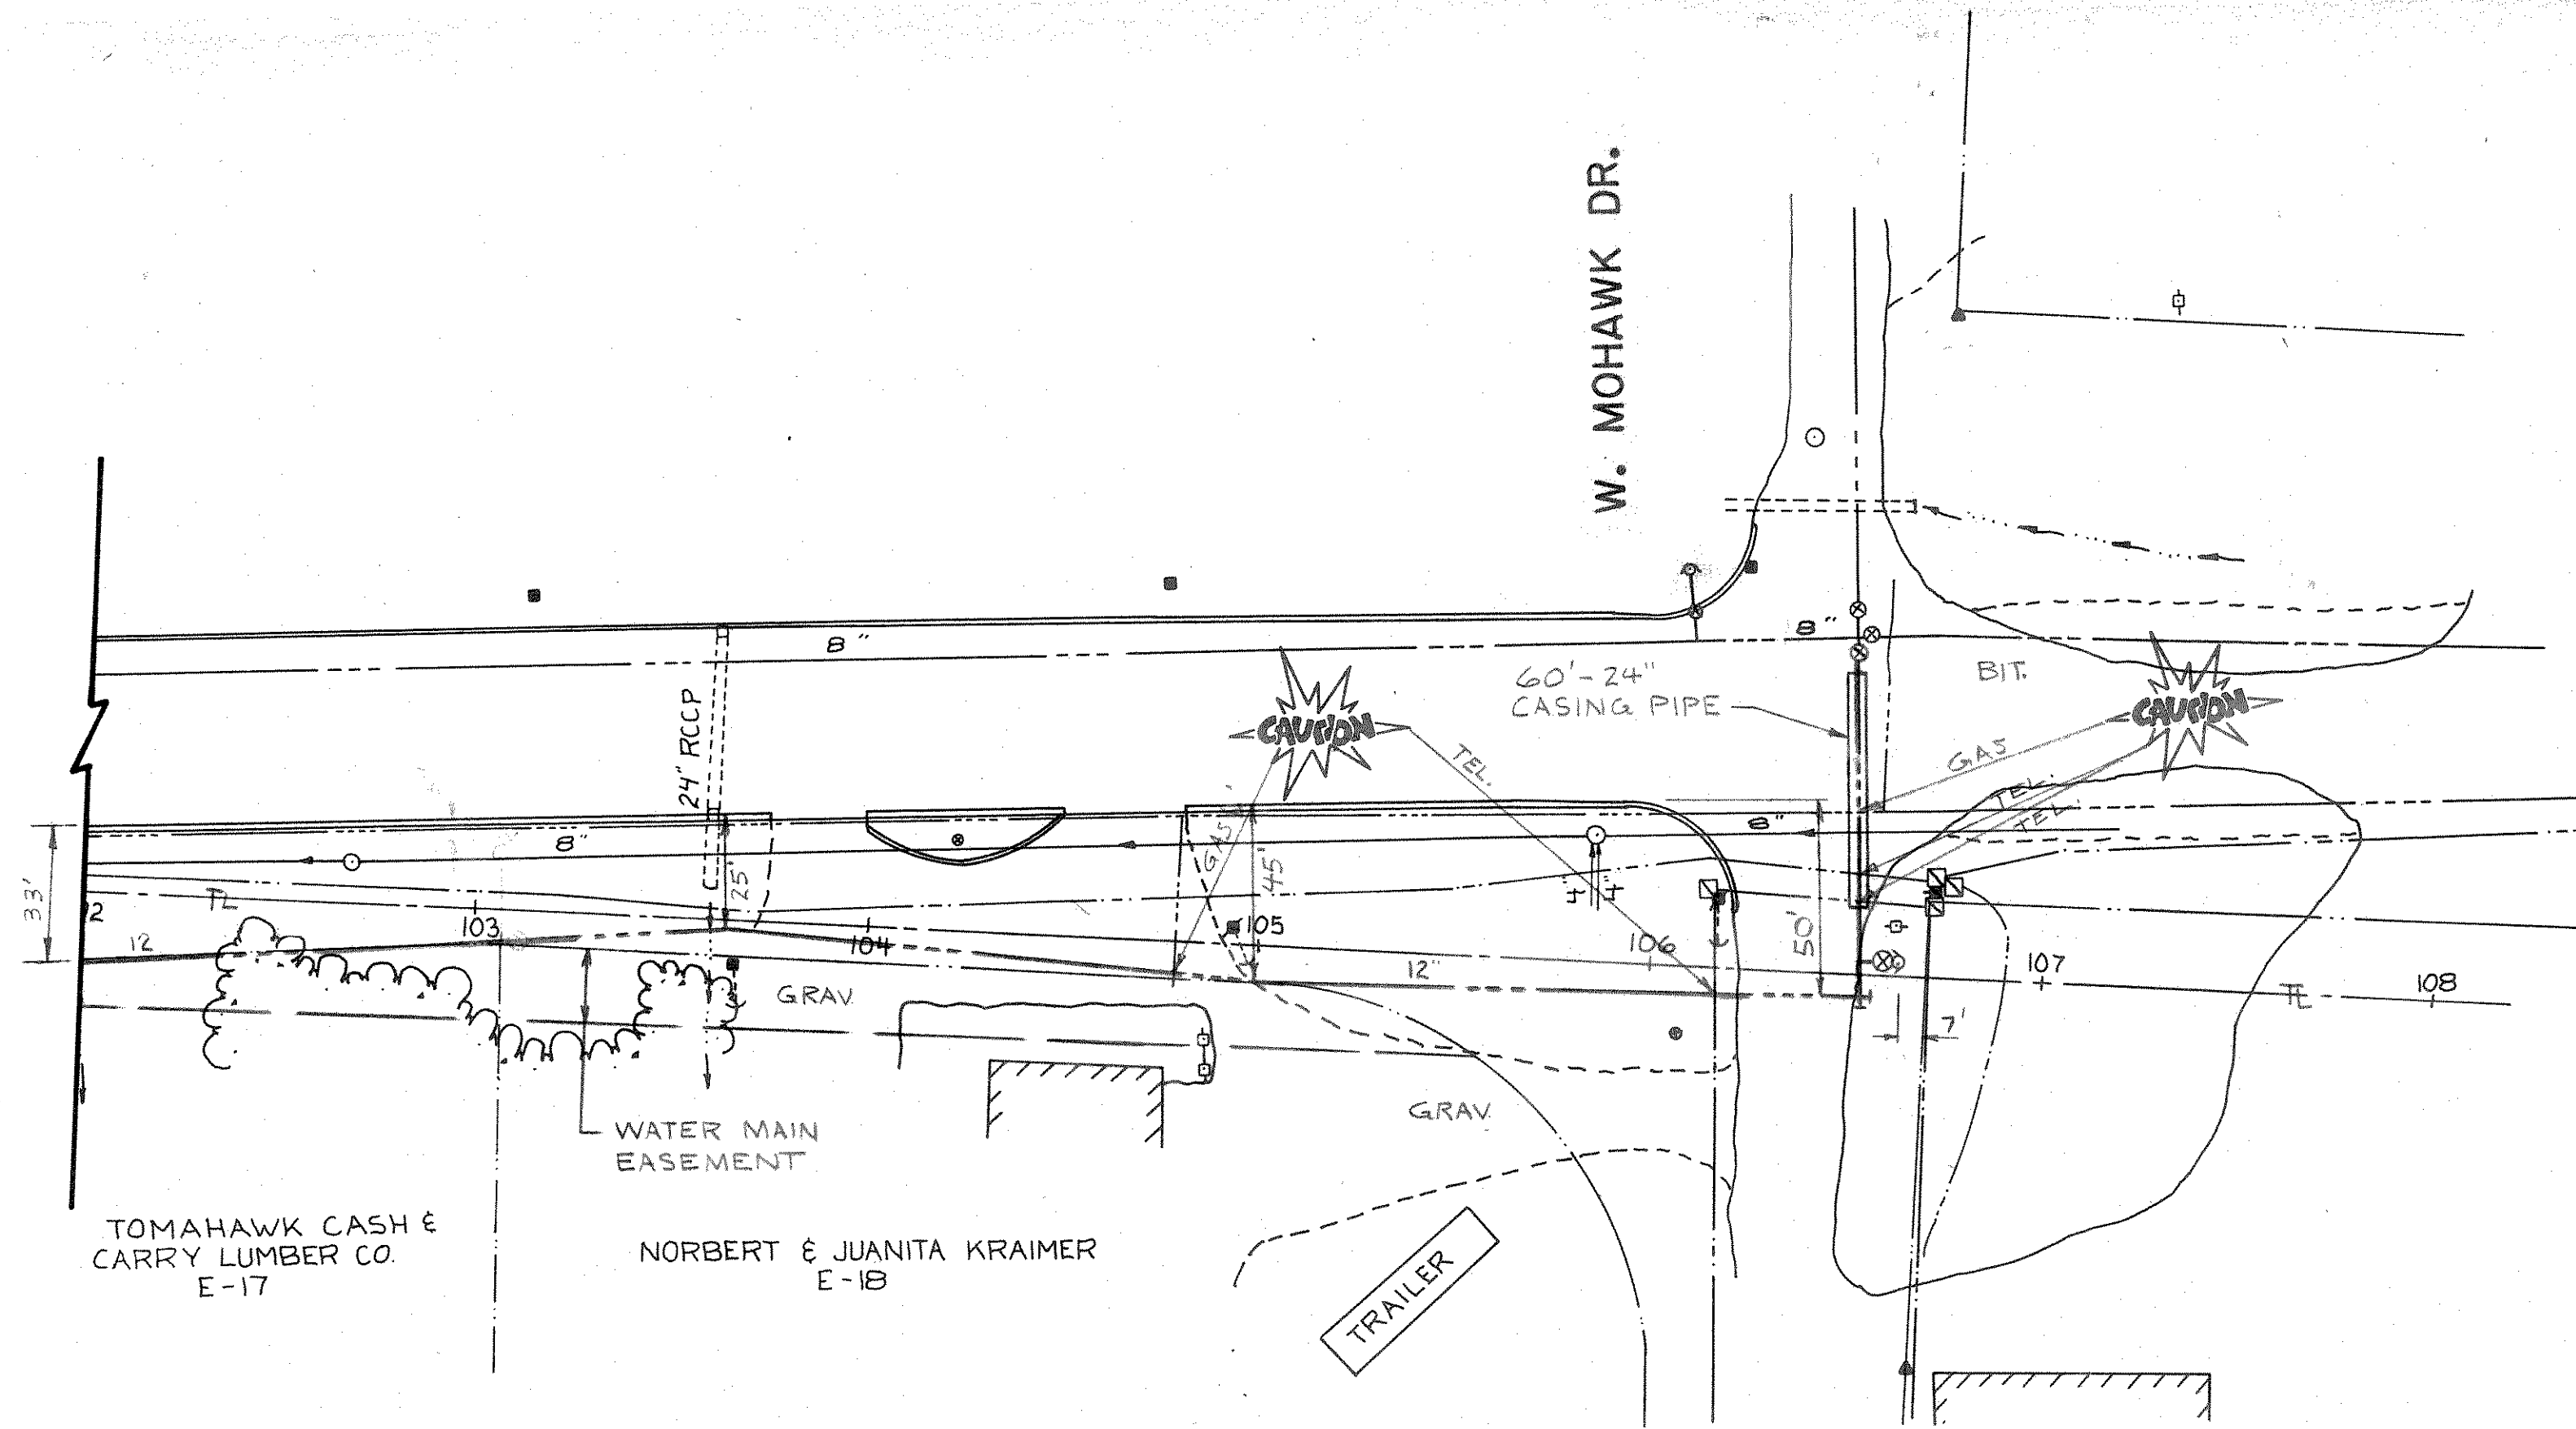 W. MOHAWK DR.
8"
8"
60'-24"
CASING PIPE
BIT.
CAUTION
CAUTION
24" RCCP
TEL.
GAS
TEL.
TEL.
8"
8"
GAS
33'
25'
45'
50'
2
12
103
104
105
106
107
108
12"
7'
GRAV.
GRAV.
WATER MAIN
EASEMENT
TOMAHAWK CASH &
CARRY LUMBER CO.
E-17
NORBERT & JUANITA KRAIMER
E-18
TRAILER